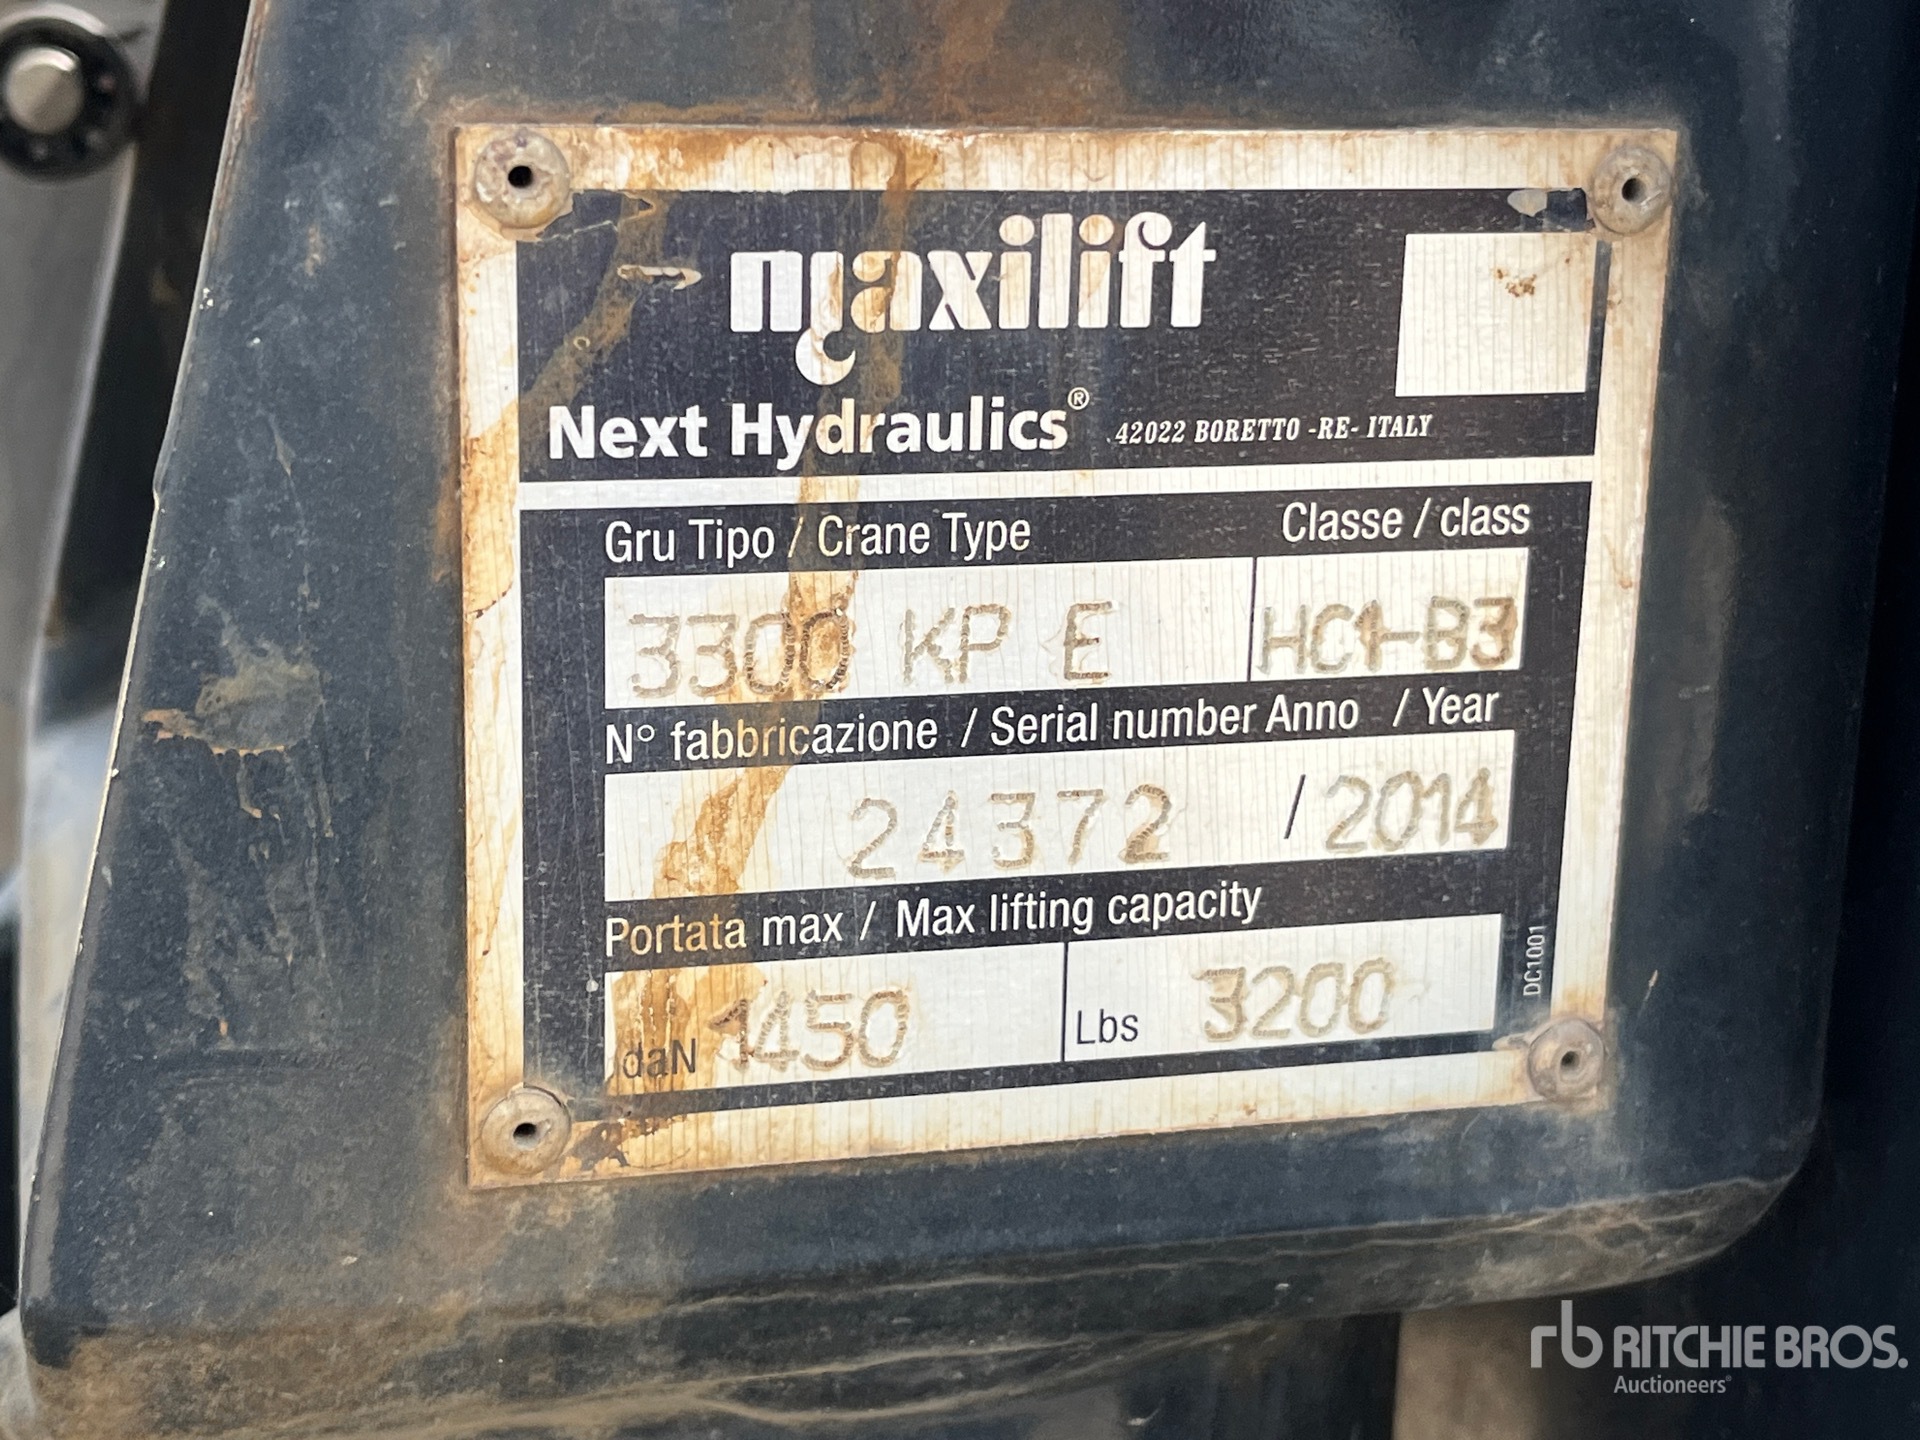 maxilift
Next Hydraulics® 42022 BORETTO -RE- ITALY
Gru Tipo / Crane Type Classe / class
3300 KP E HC1-B3
N° fabbricazione / Serial number Anno / Year
24372 / 2014
Portata max / Max lifting capacity
daN 1450 Lbs 3200
DC1001
rb RITCHIE BROS.
Auctioneers®